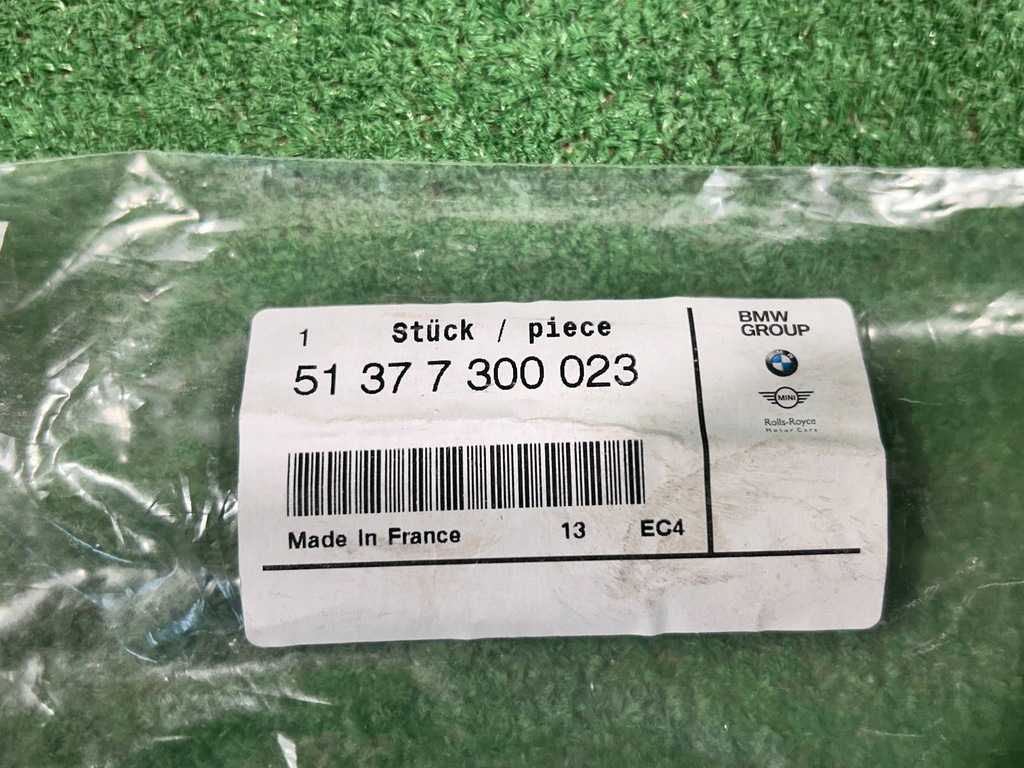 1 Stück / piece
51 37 7 300 023
Made In France 13 EC4
BMW
GROUP
MINI
Rolls-Royce
Motor Cars